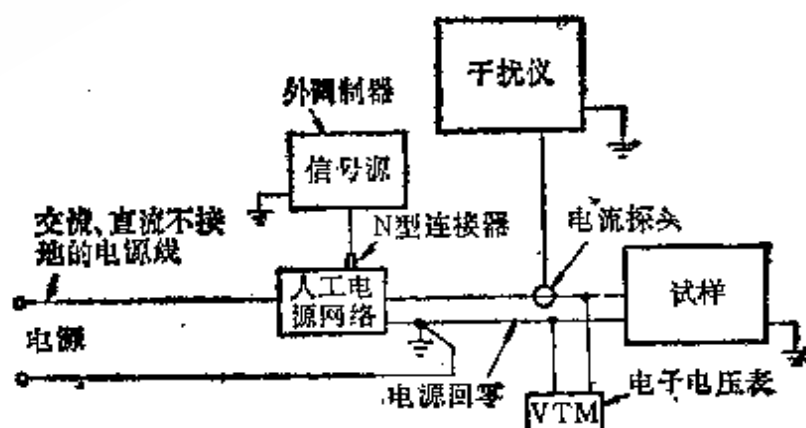 干扰仪
外调制器
信号源
N型连接器
电流探头
交流、直流不接
地的电源线
人工电
源网络
试样
电源
电源回零
电子电压表
VTM